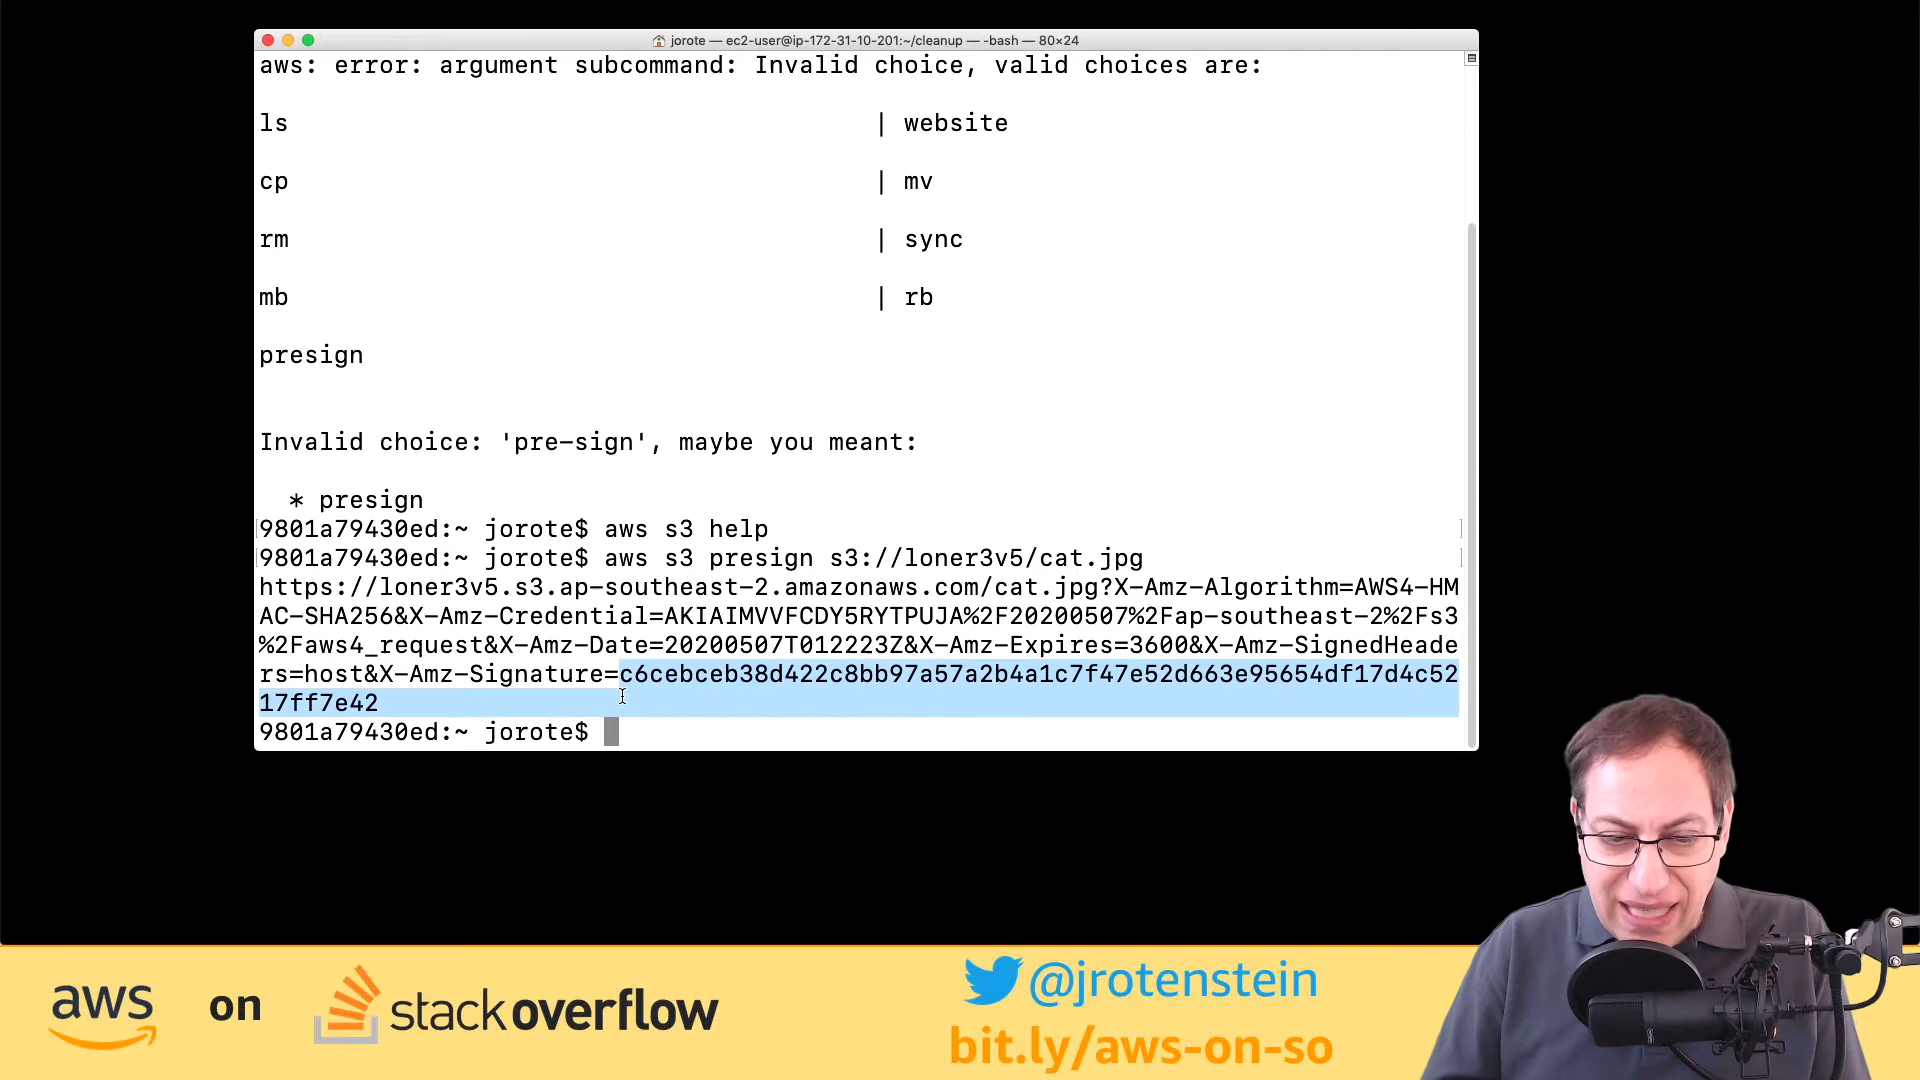 jorote — ec2-user@ip-172-31-10-201:~/cleanup — -bash — 80×24
aws: error: argument subcommand: Invalid choice, valid choices are:
ls | website
cp | mv
rm | sync
mb | rb
presign
Invalid choice: 'pre-sign', maybe you meant:
* presign
[9801a79430ed:~ jorote$ aws s3 help ]
[9801a79430ed:~ jorote$ aws s3 presign s3://loner3v5/cat.jpg ]
https://loner3v5.s3.ap-southeast-2.amazonaws.com/cat.jpg?X-Amz-Algorithm=AWS4-HM
AC-SHA256&X-Amz-Credential=AKIAIMVVFCDY5RYTPUJA%2F20200507%2Fap-southeast-2%2Fs3
%2Faws4_request&X-Amz-Date=20200507T012223Z&X-Amz-Expires=3600&X-Amz-SignedHeade
rs=host&X-Amz-Signature=c6cebceb38d422c8bb97a57a2b4a1c7f47e52d663e95654df17d4c52
17ff7e42
9801a79430ed:~ jorote$
aws on stackoverflow
@jrotenstein
bit.ly/aws-on-so